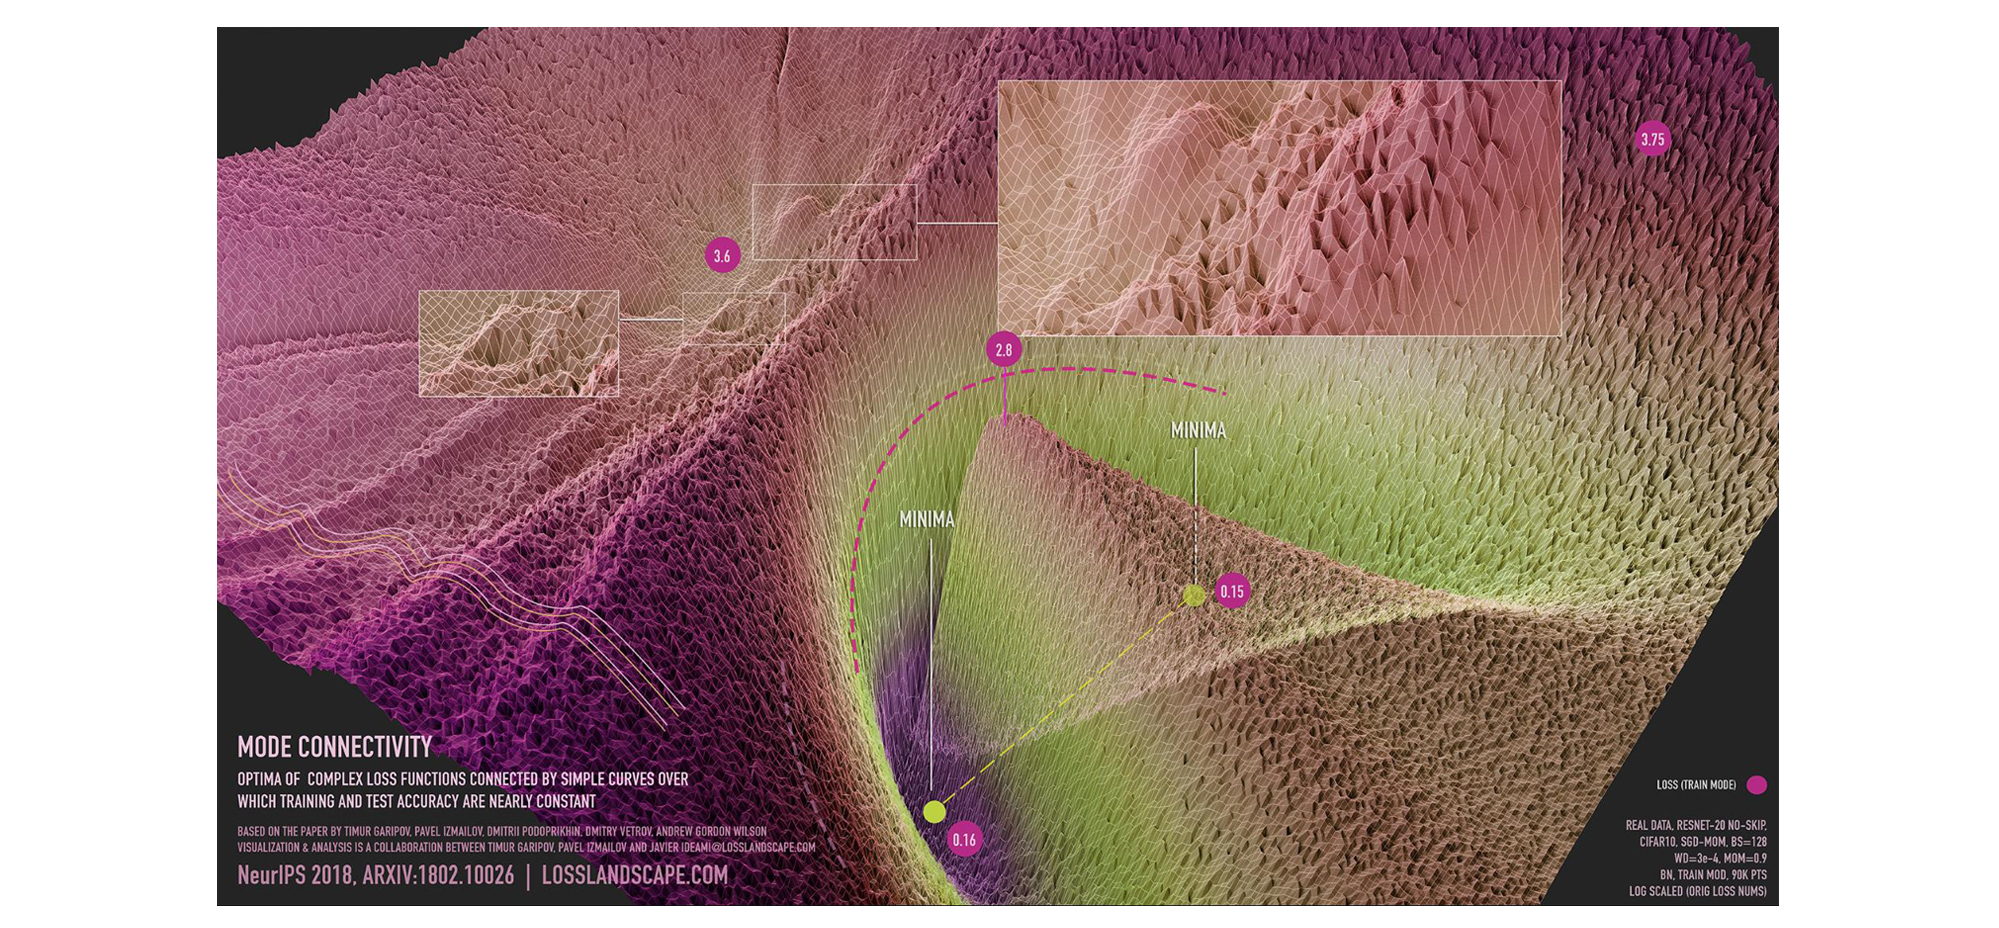 3.75
3.6
2.8
MINIMA
MINIMA
0.15
0.16
MODE CONNECTIVITY
OPTIMA OF COMPLEX LOSS FUNCTIONS CONNECTED BY SIMPLE CURVES OVER
WHICH TRAINING AND TEST ACCURACY ARE NEARLY CONSTANT
BASED ON THE PAPER BY TIMUR GARIPOV, PAVEL IZMAILOV, DMITRII PODOPRIKHIN, DMITRY VETROV, ANDREW GORDON WILSON
VISUALIZATION & ANALYSIS IS A COLLABORATION BETWEEN TIMUR GARIPOV, PAVEL IZMAILOV AND JAVIER IDEAMI@LOSSLANDSCAPE.COM
NeurIPS 2018, ARXIV:1802.10026 | LOSSLANDSCAPE.COM
LOSS (TRAIN MODE)
REAL DATA, RESNET-20 NO-SKIP,
CIFAR10, SGD-MOM, BS=128
WD=3e-4, MOM=0.9
BN, TRAIN MOD, 90K PTS
LOG SCALED (ORIG LOSS NUMS)